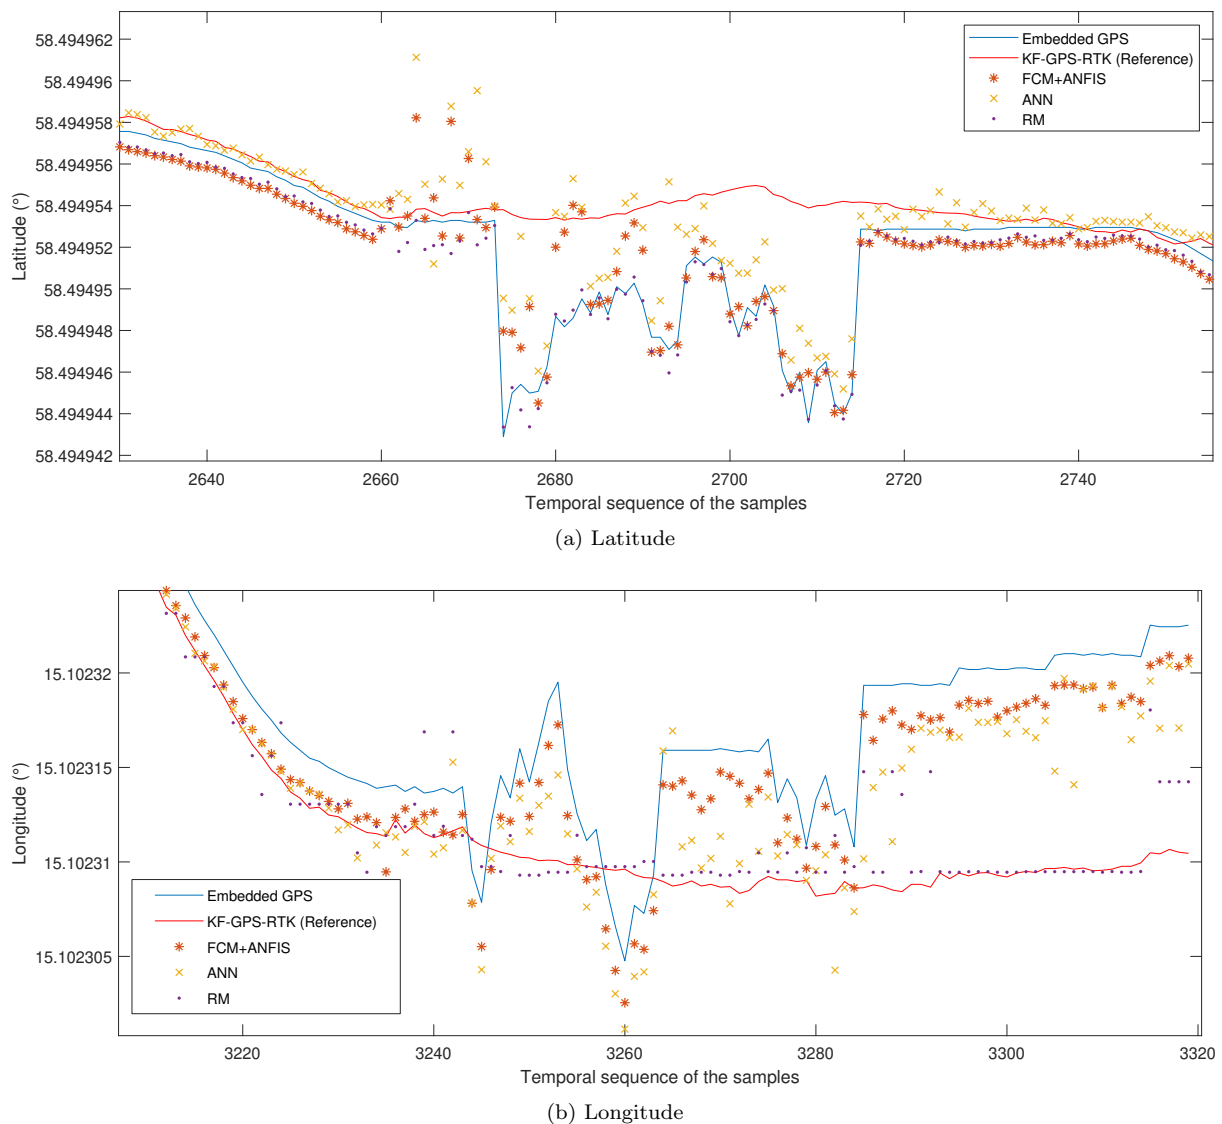 58.494962
58.49496
58.494958
58.494956
58.494954
58.494952
58.49495
58.494948
58.494946
58.494944
58.494942
Latitude (°)
Embedded GPS
KF-GPS-RTK (Reference)
FCM+ANFIS
ANN
RM
2640 2660 2680 2700 2720 2740
Temporal sequence of the samples
(a) Latitude
15.10232
15.102315
15.10231
15.102305
Longitude (°)
Embedded GPS
KF-GPS-RTK (Reference)
FCM+ANFIS
ANN
RM
3220 3240 3260 3280 3300 3320
Temporal sequence of the samples
(b) Longitude